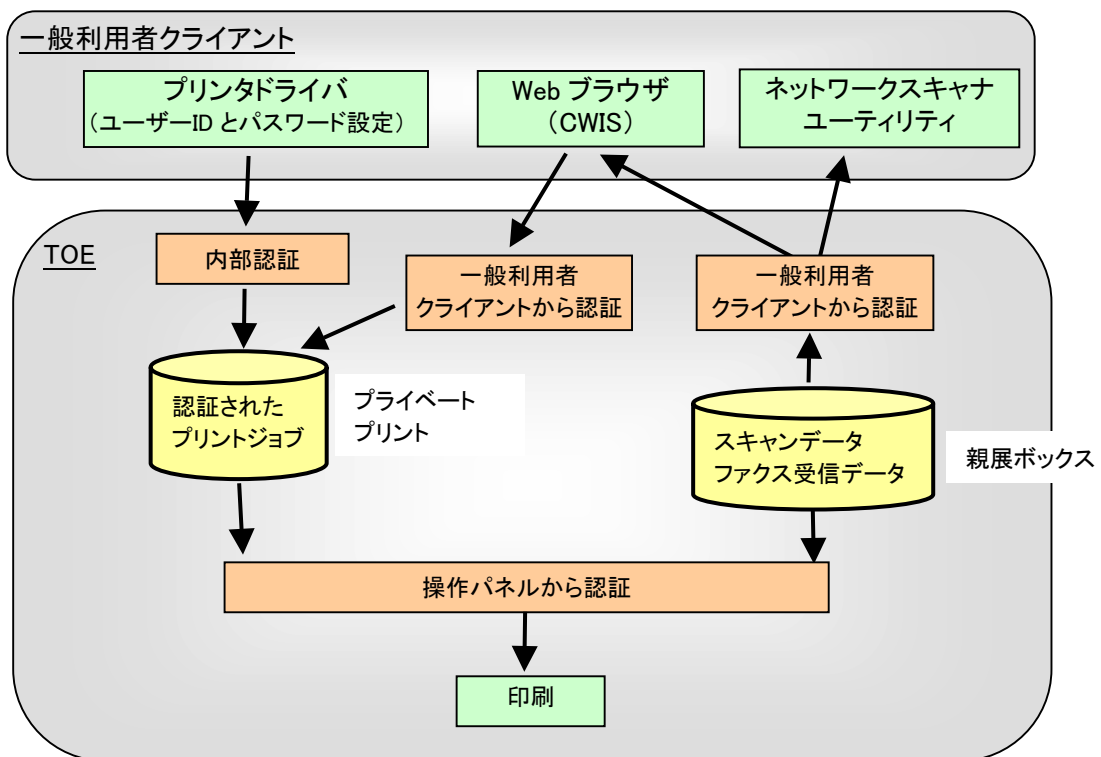 一般利用者クライアント
プリンタドライバ
（ユーザーID とパスワード設定）
Web ブラウザ
（CWIS）
ネットワークスキャナ
ユーティリティ
TOE
内部認証
一般利用者
クライアントから認証
一般利用者
クライアントから認証
認証された
プリントジョブ
プライベート
プリント
スキャンデータ
ファクス受信データ
親展ボックス
操作パネルから認証
印刷